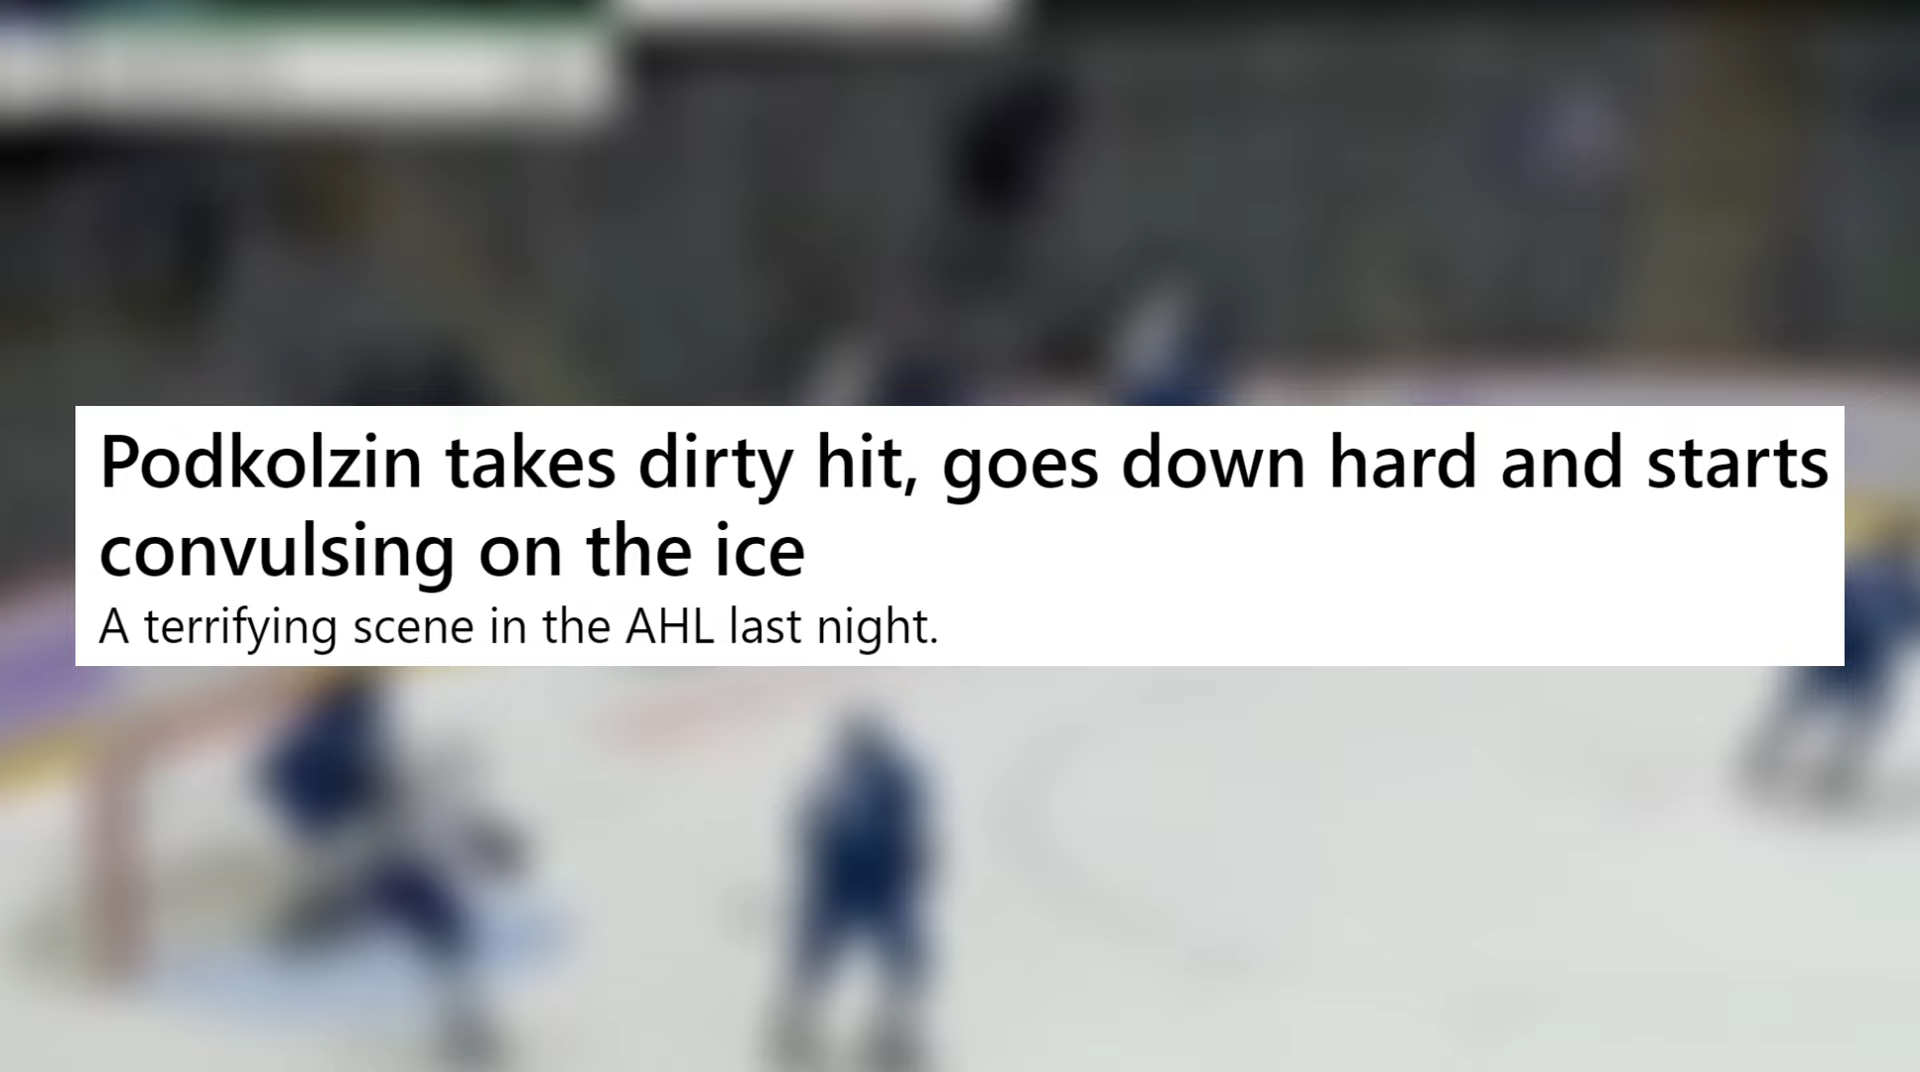 Podkolzin takes dirty hit, goes down hard and starts
convulsing on the ice
A terrifying scene in the AHL last night.